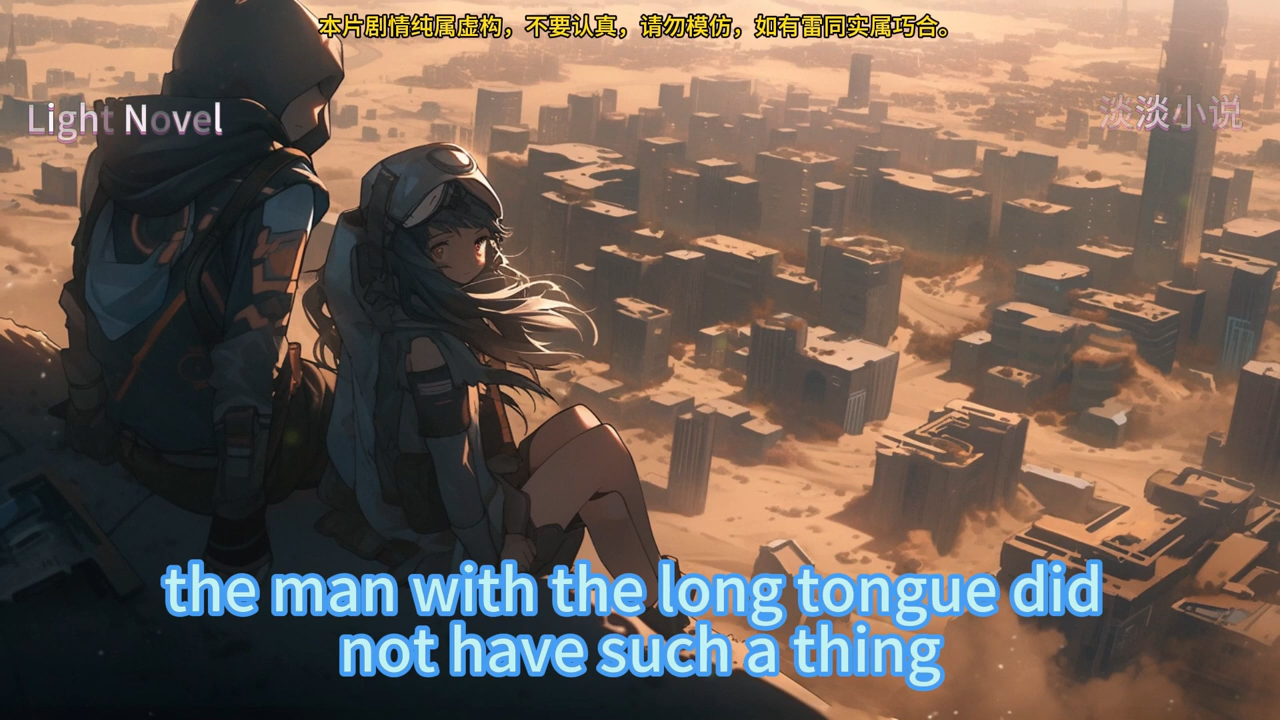 本片剧情纯属虚构，不要认真，请勿模仿，如有雷同实属巧合。
Light Novel
淡淡小说
the man with the long tongue did
not have such a thing